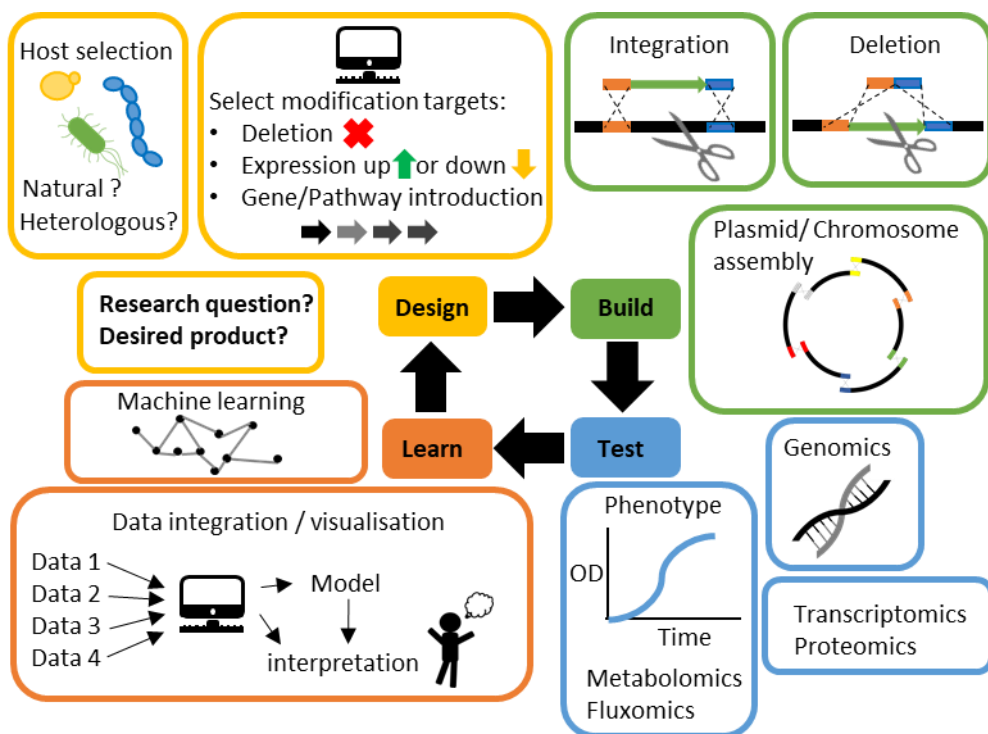 Host selection
Natural ?
Heterologous?
Select modification targets:
• Deletion
• Expression up or down
• Gene/Pathway introduction
Integration
Deletion
Plasmid/ Chromosome
assembly
Research question?
Desired product?
Design
Build
Learn
Test
Machine learning
Data integration / visualisation
Data 1
Data 2
Data 3
Data 4
Model
interpretation
Phenotype
OD
Time
Metabolomics
Fluxomics
Genomics
Transcriptomics
Proteomics